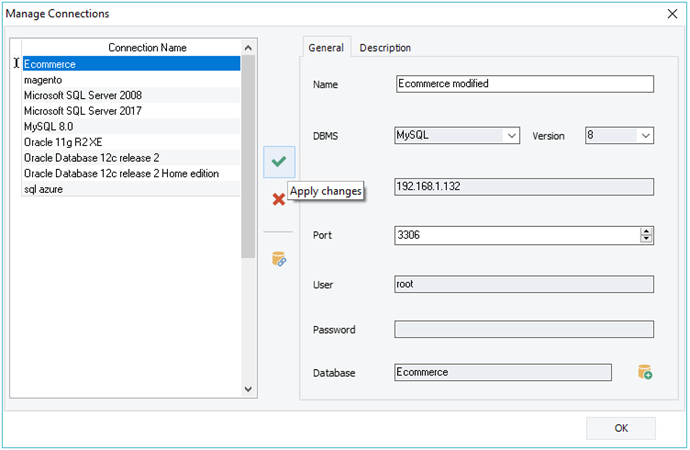 Manage Connections
Connection Name
Ecommerce
magento
Microsoft SQL Server 2008
Microsoft SQL Server 2017
MySQL 8.0
Oracle 11g R2 XE
Oracle Database 12c release 2
Oracle Database 12c release 2 Home edition
sql azure
Apply changes
General Description
Name Ecommerce modified
DBMS MySQL Version 8
192.168.1.132
Port 3306
User root
Password
Database Ecommerce
OK